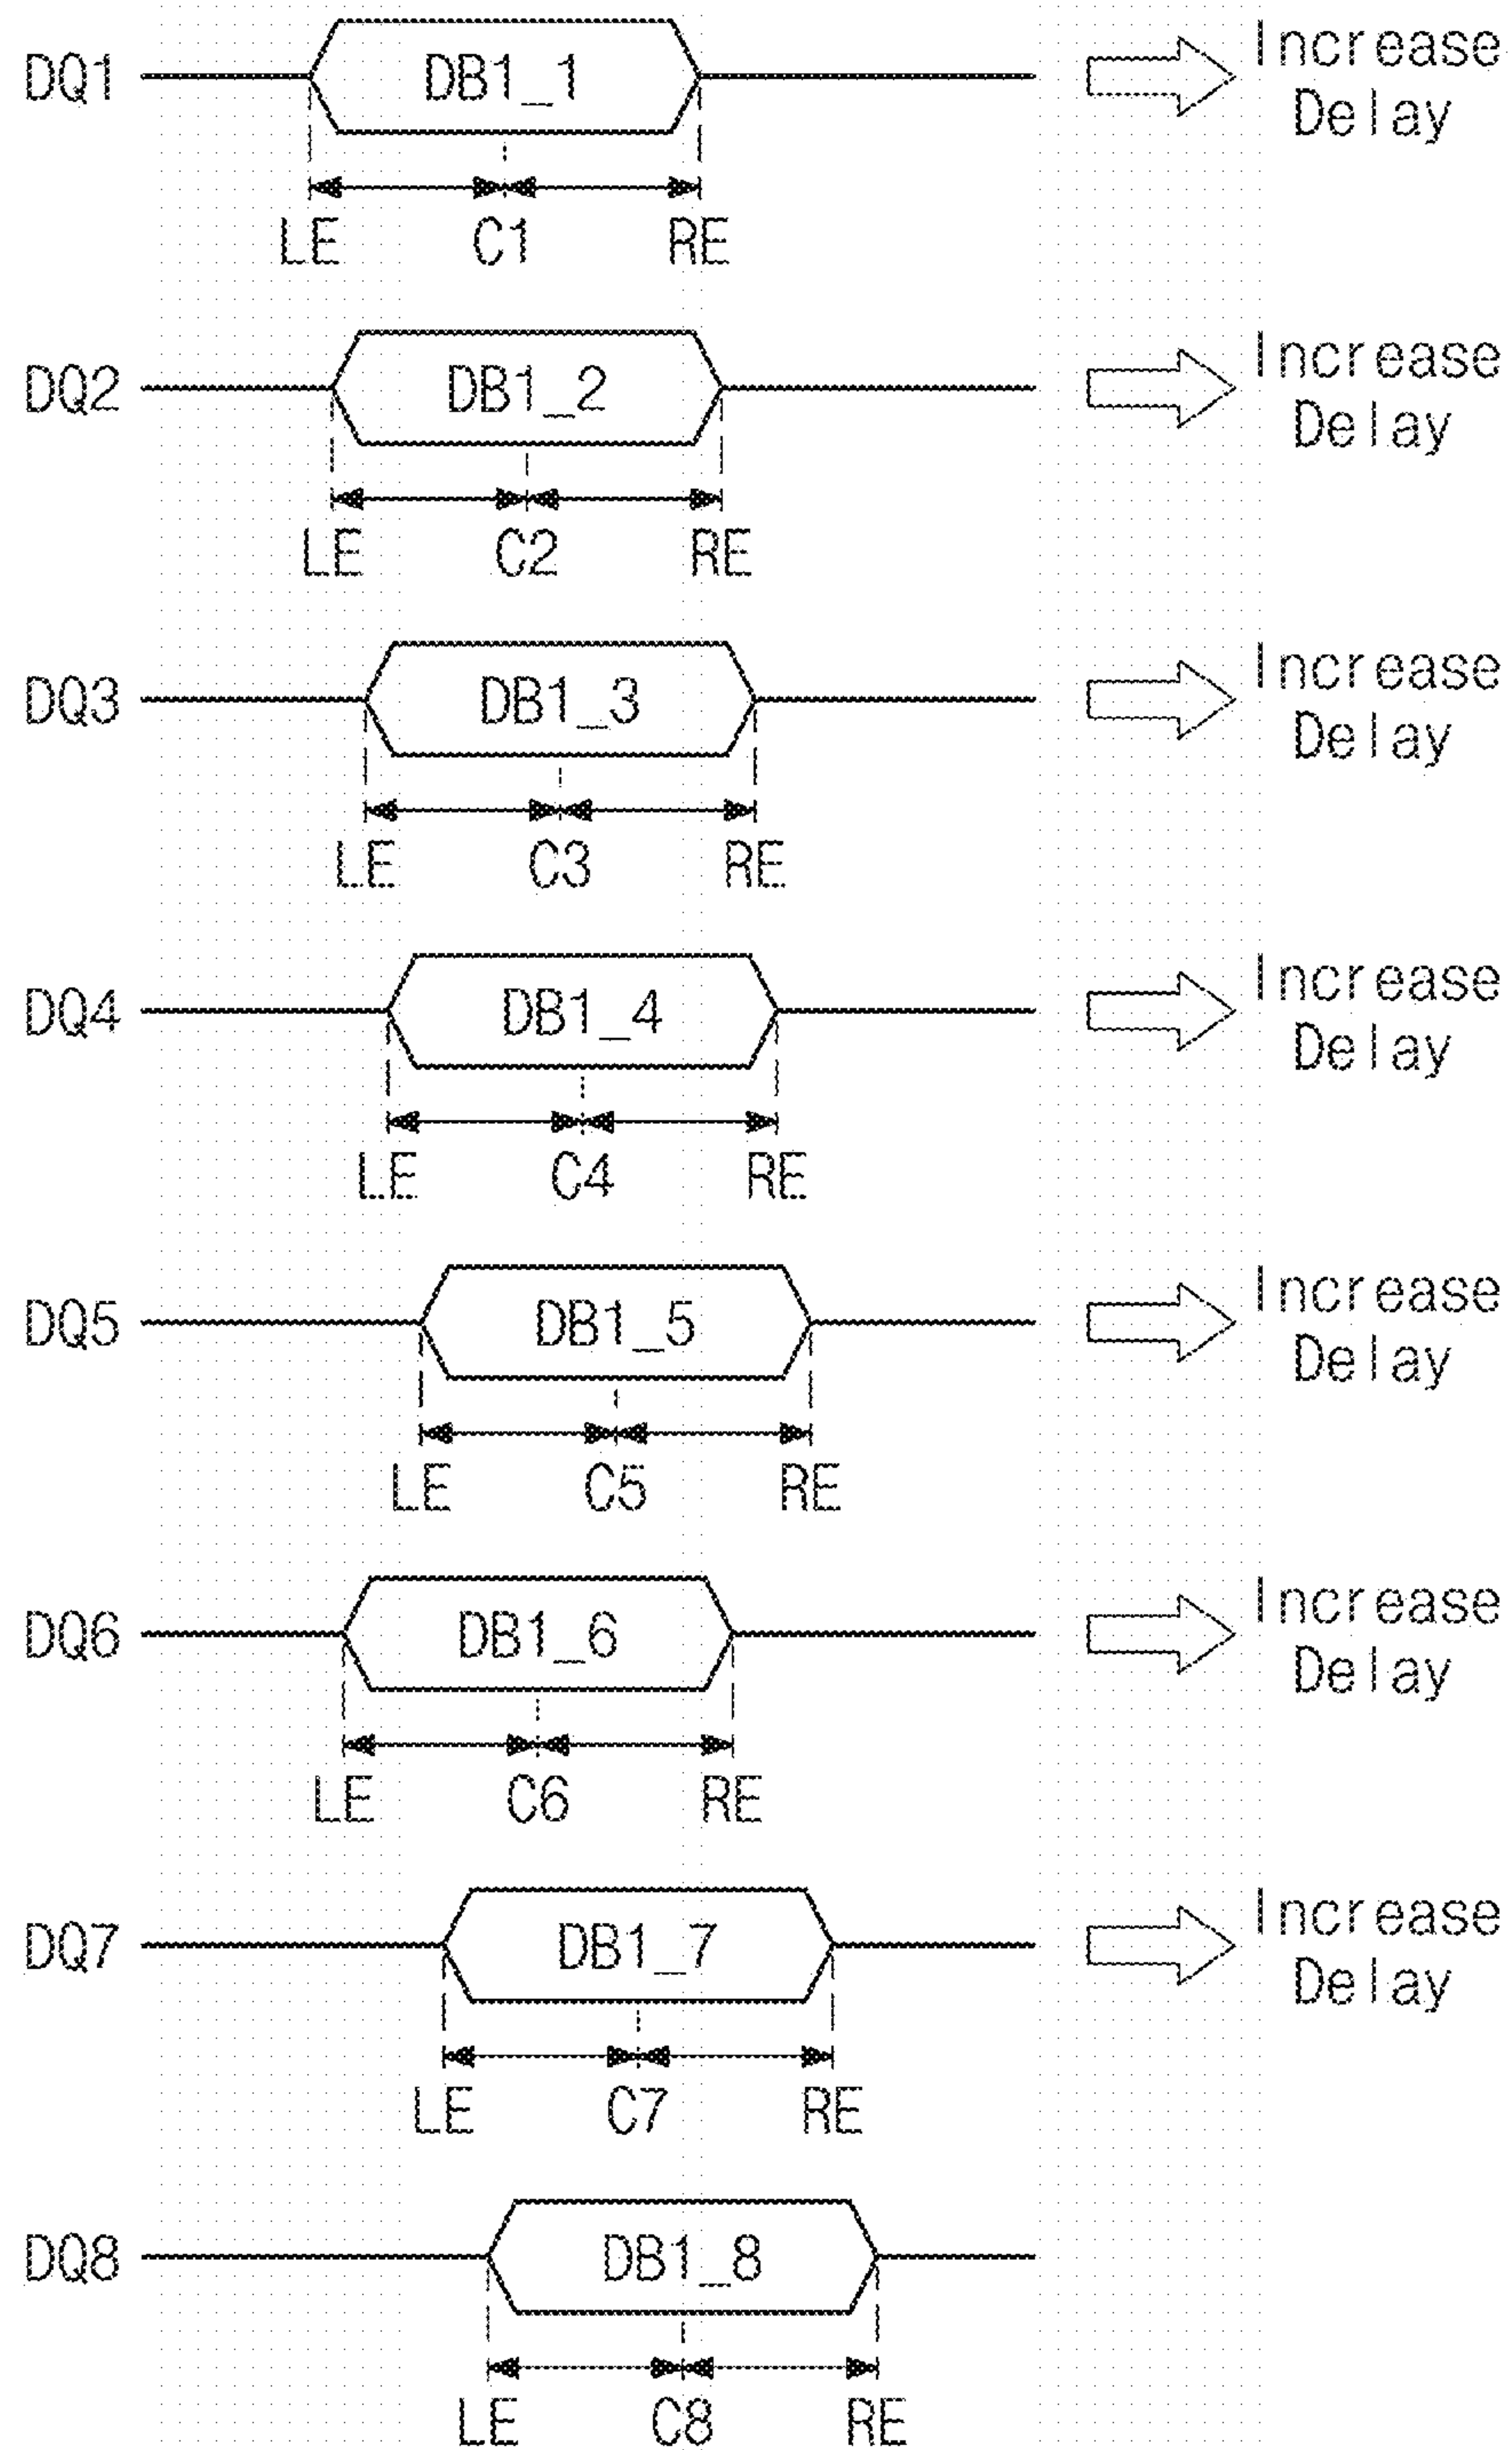 DQ1 DB1_1 Increase
Delay
LE C1 RE
DQ2 DB1_2 Increase
Delay
LE C2 RE
DQ3 DB1_3 Increase
Delay
LE C3 RE
DQ4 DB1_4 Increase
Delay
LE C4 RE
DQ5 DB1_5 Increase
Delay
LE C5 RE
DQ6 DB1_6 Increase
Delay
LE C6 RE
DQ7 DB1_7 Increase
Delay
LE C7 RE
DQ8 DB1_8
LE C8 RE